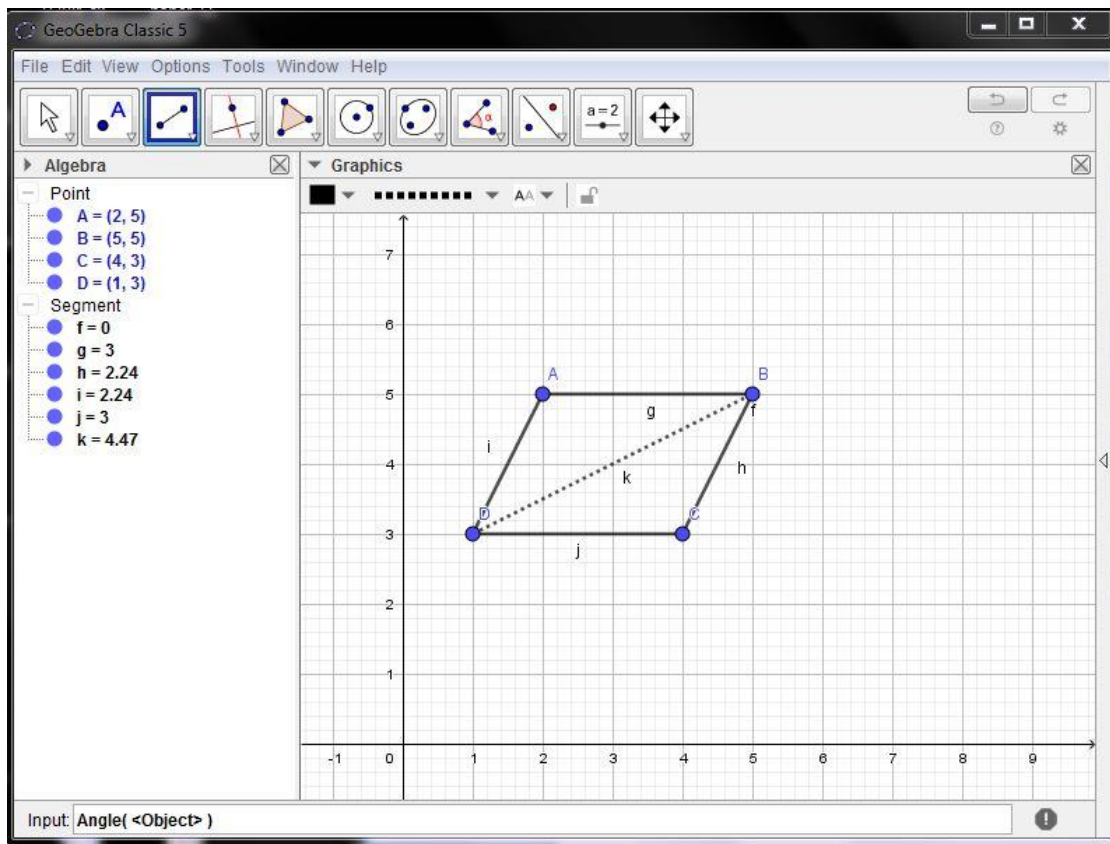 GeoGebra Classic 5
File Edit View Options Tools Window Help
A
α
a = 2
Algebra
Graphics
AA
Point
A = (2, 5)
B = (5, 5)
C = (4, 3)
D = (1, 3)
Segment
f = 0
g = 3
h = 2.24
i = 2.24
j = 3
k = 4.47
7
6
A
B
5
g
f
i
4
k
h
D
C
3
j
2
1
-1 0 1 2 3 4 5 6 7 8 9
Input: Angle( <Object> )